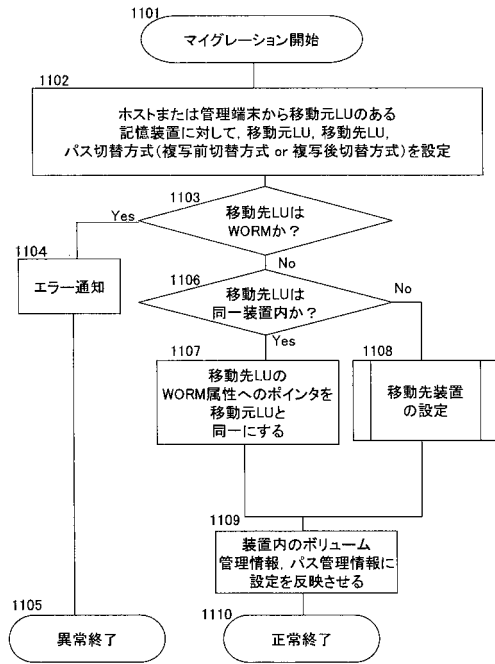 1101
マイグレーション開始
1102
ホストまたは管理端末から移動元LUのある
記憶装置に対して，移動元LU，移動先LU，
パス切替方式（複写前切替方式 or 複写後切替方式）を設定
1103
移動先LUは
WORMか？
Yes
No
1104
エラー通知
1106
移動先LUは
同一装置内か？
No
Yes
1107
移動先LUの
WORM属性へのポインタを
移動元LUと
同一にする
1108
移動先装置
の設定
1109
装置内のボリューム
管理情報，パス管理情報に
設定を反映させる
1105
異常終了
1110
正常終了